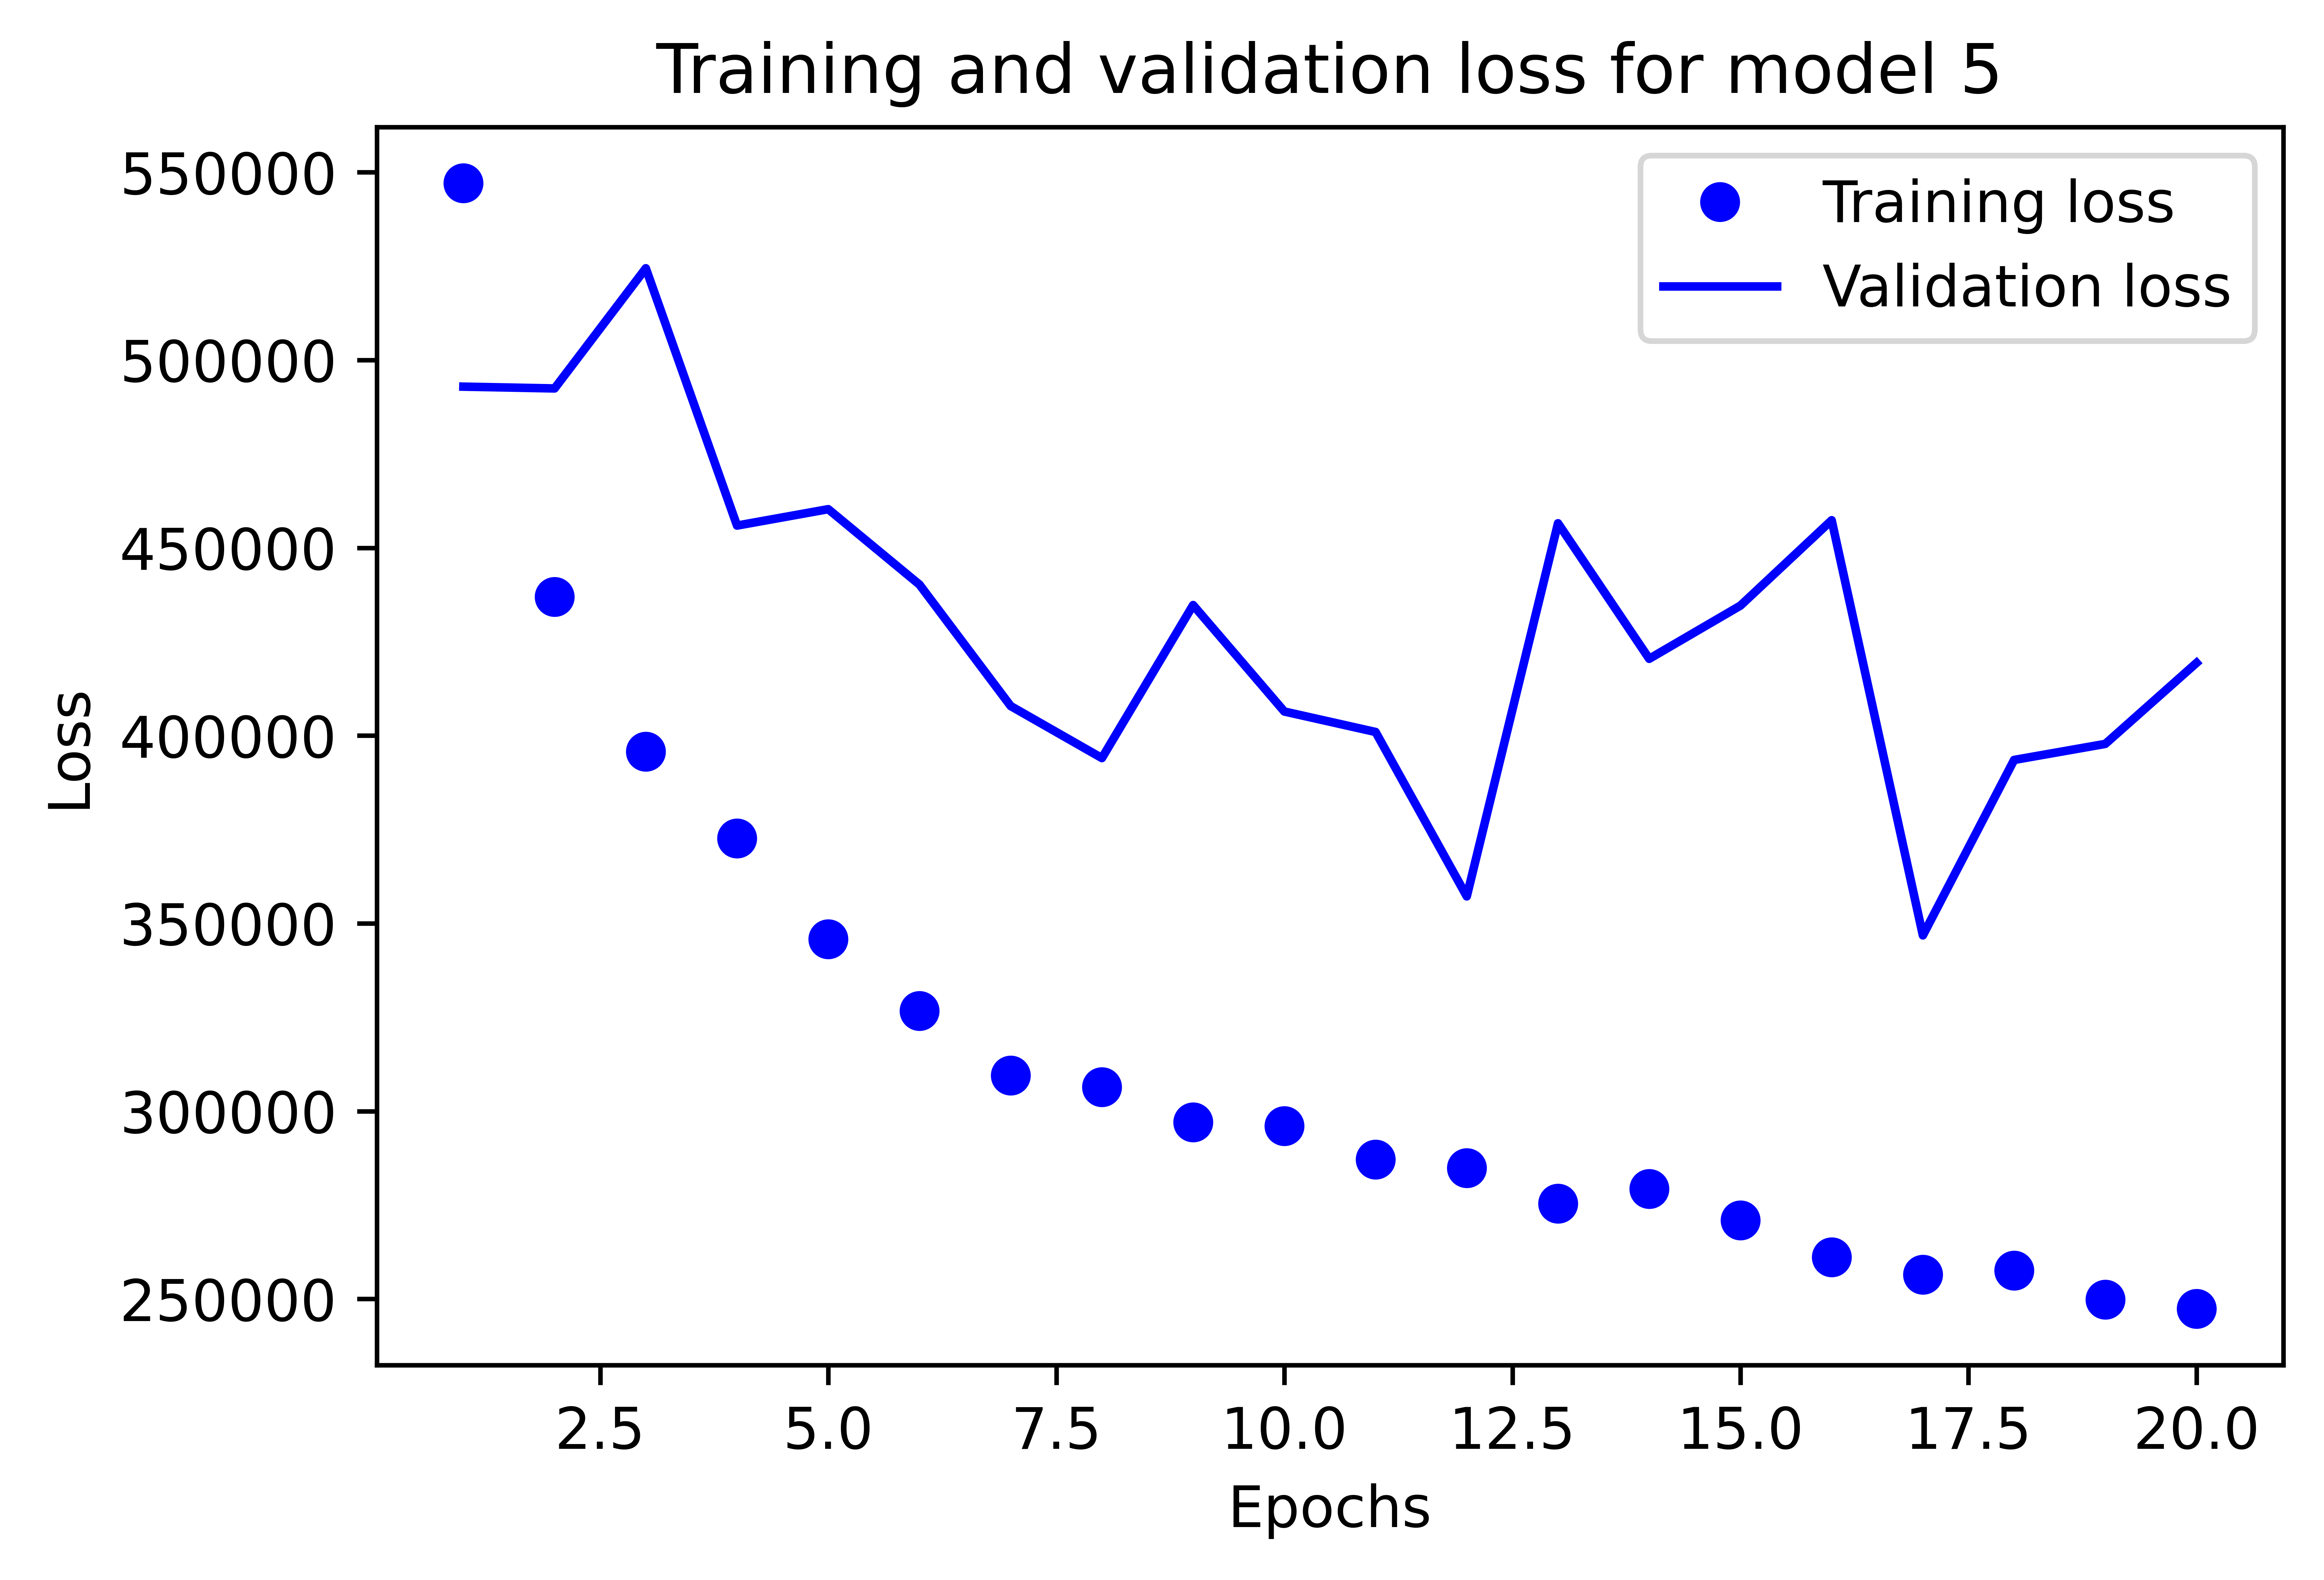 Training and validation loss for model 5
Training loss
Validation loss
550000
500000
450000
400000
350000
300000
250000
Loss
2.5 5.0 7.5 10.0 12.5 15.0 17.5 20.0
Epochs